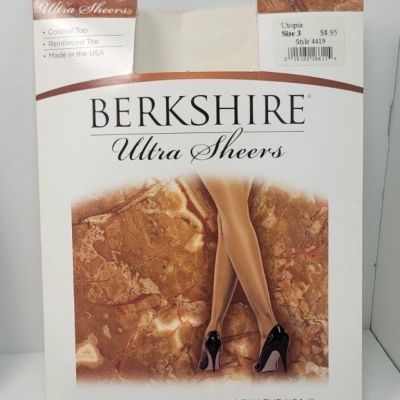 Ultra Sheers
• Control Top
• Reinforced Toe
• Made in the USA
Utopia
Size 3 $8.95
Style 4419
BERKSHIRE®
Ultra Sheers